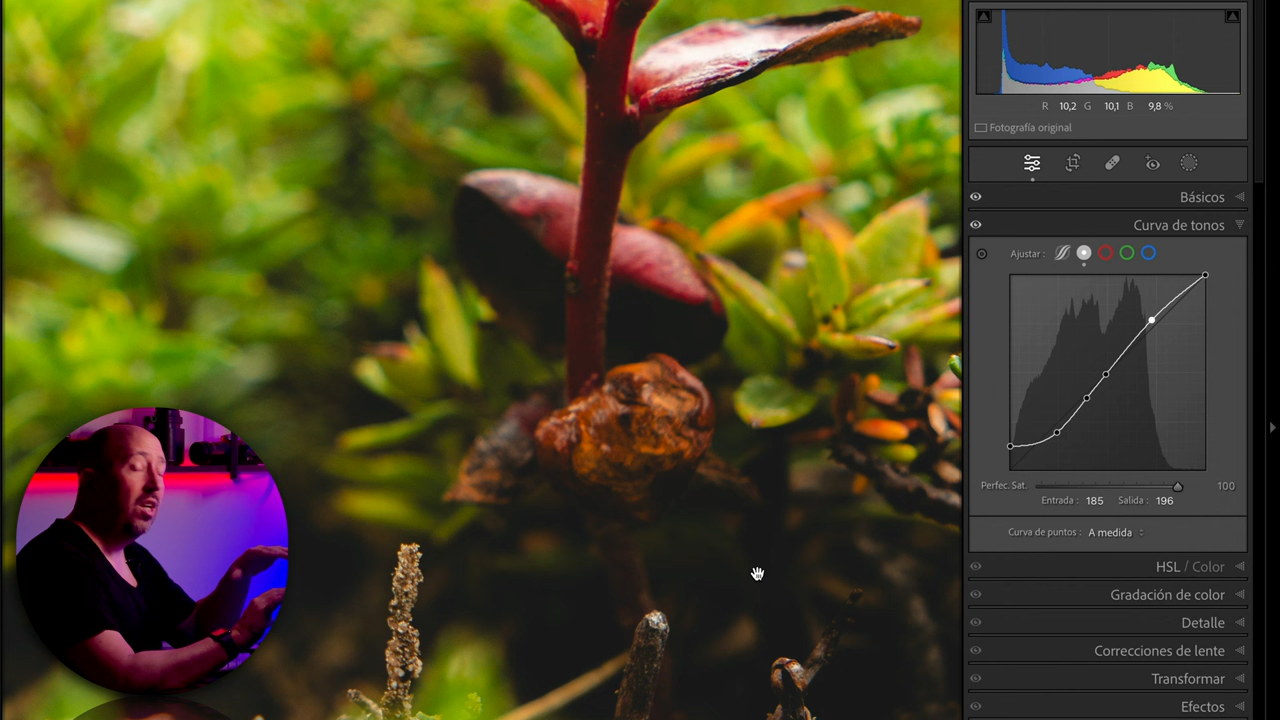 R 10,2 G 10,1 B 9,8 %
Fotografía original
Básicos
Curva de tonos
Ajustar :
Perfec. Sat. 100
Entrada : 185 Salida : 196
Curva de puntos : A medida
HSL / Color
Gradación de color
Detalle
Correcciones de lente
Transformar
Efectos